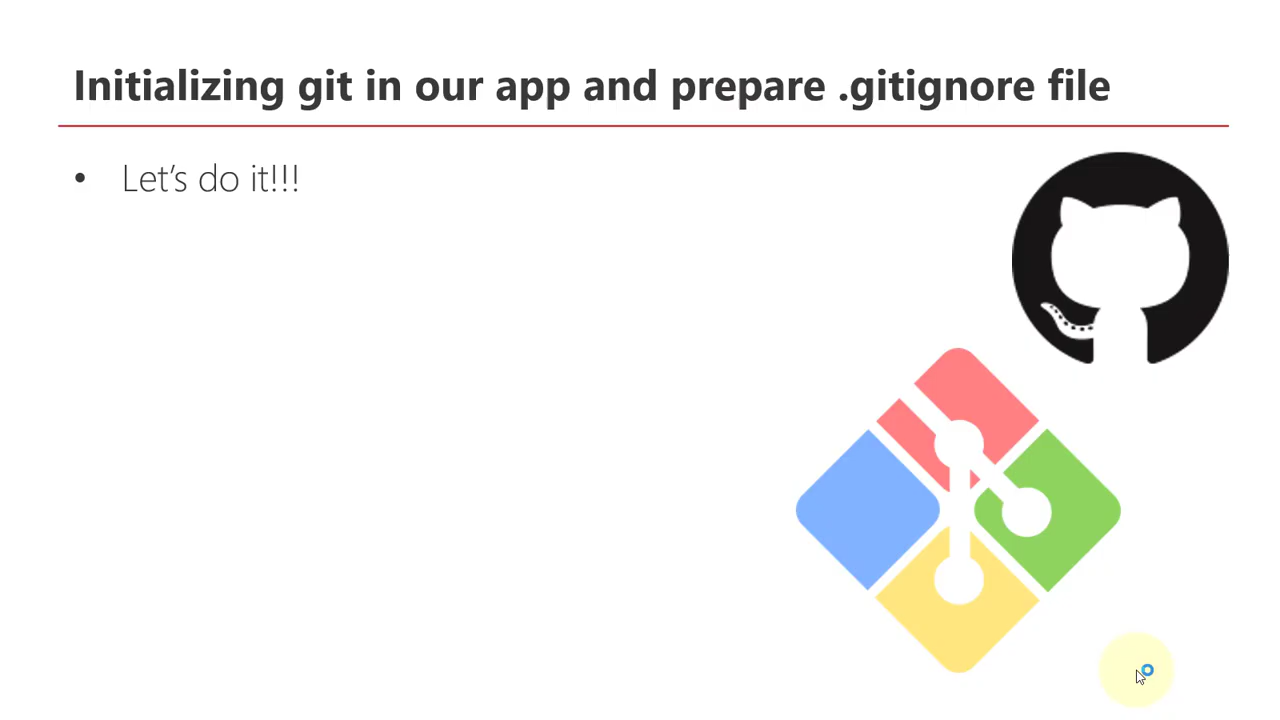 Initializing git in our app and prepare .gitignore file
• Let's do it!!!